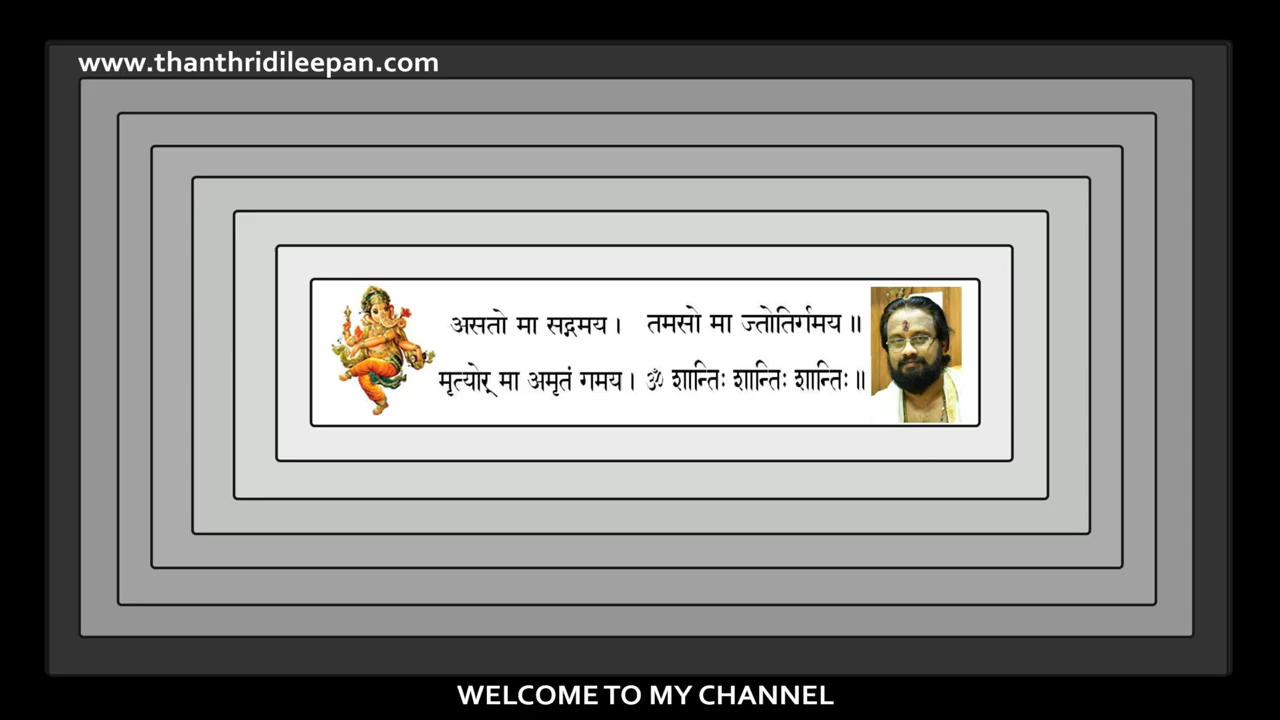 www.thanthridileepan.com
असतो मा सद्गमय। तमसो मा ज्तोतिर्गमय॥
मृत्योर् मा अमृतं गमय। ॐ शान्तिः शान्तिः शान्तिः॥
WELCOME TO MY CHANNEL